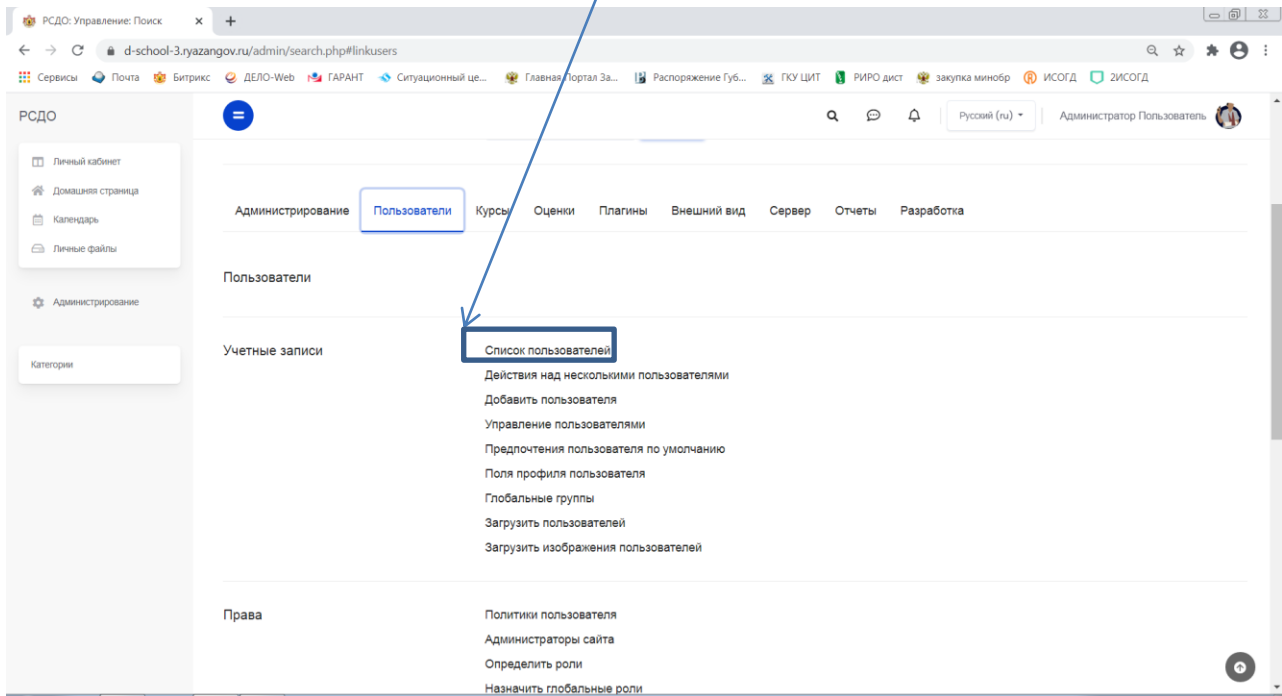 РСДО: Управление: Поиск
d-school-3.ryazangov.ru/admin/search.php#linkusers
Сервисы Почта Битрикс ДЕЛО-Web ГАРАНТ Ситуационный це... Главная Портал За... Распоряжение Губ... ГКУ ЦИТ РИРО дист закупка минобр ИСОГД 2ИСОГД
РСДО
Русский (ru)
Администратор Пользователь
Личный кабинет
Домашняя страница
Календарь
Личные файлы
Администрирование
Категории
Администрирование Пользователи Курсы Оценки Плагины Внешний вид Сервер Отчеты Разработка
Пользователи
Учетные записи
Список пользователей
Действия над несколькими пользователями
Добавить пользователя
Управление пользователями
Предпочтения пользователя по умолчанию
Поля профиля пользователя
Глобальные группы
Загрузить пользователей
Загрузить изображения пользователей
Права
Политики пользователя
Администраторы сайта
Определить роли
Назначить глобальные роли